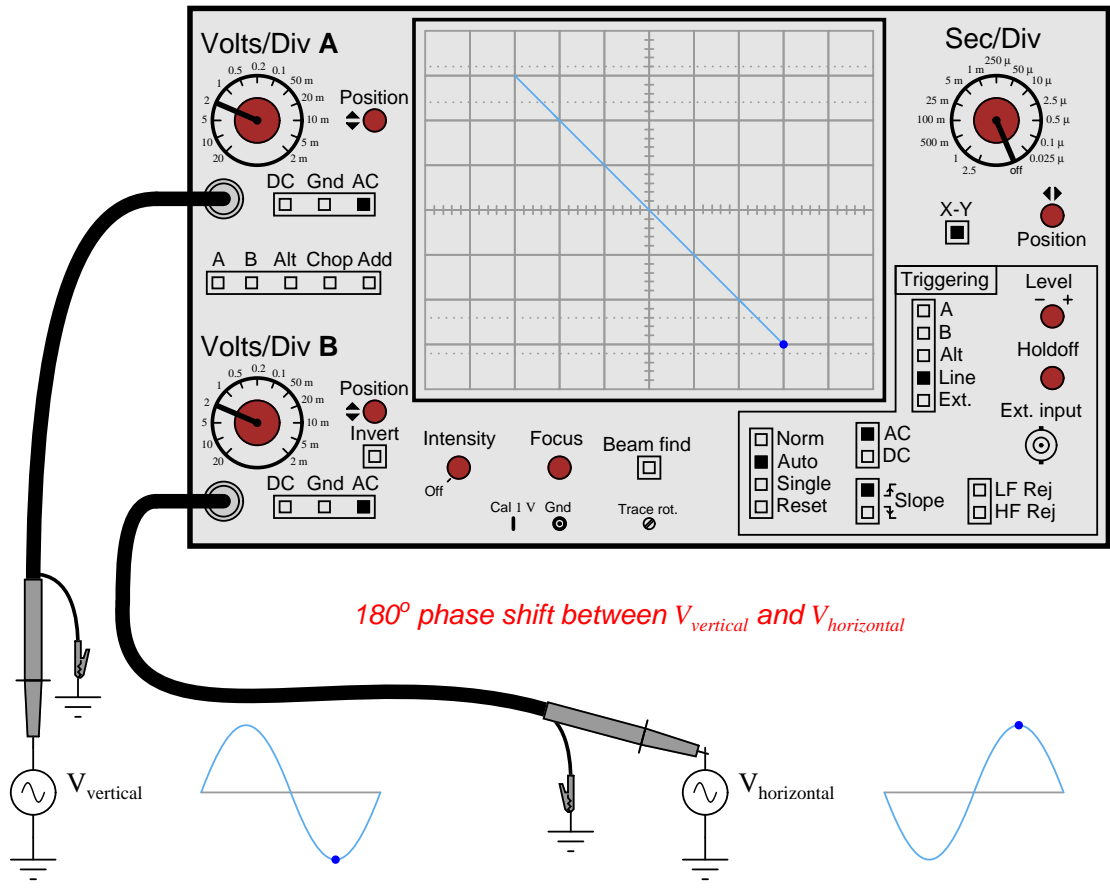 Volts/Div A
20
10
5
2
1
0.5
0.2
0.1
50 m
20 m
10 m
5 m
2 m
Position
DC Gnd AC
A B Alt Chop Add
Volts/Div B
20
10
5
2
1
0.5
0.2
0.1
50 m
20 m
10 m
5 m
2 m
Position
Invert
DC Gnd AC
Intensity
Off
Focus
Beam find
Cal 1 V Gnd
Trace rot.
Sec/Div
2.5
1
500 m
100 m
25 m
5 m
1 m
250 µ
50 µ
10 µ
2.5 µ
0.5 µ
0.1 µ
0.025 µ
off
X-Y
Position
Triggering
A
B
Alt
Line
Ext.
Level
− +
Holdoff
Ext. input
Norm
Auto
Single
Reset
AC
DC
Slope
LF Rej
HF Rej
180o phase shift between Vvertical and Vhorizontal
Vvertical
Vhorizontal